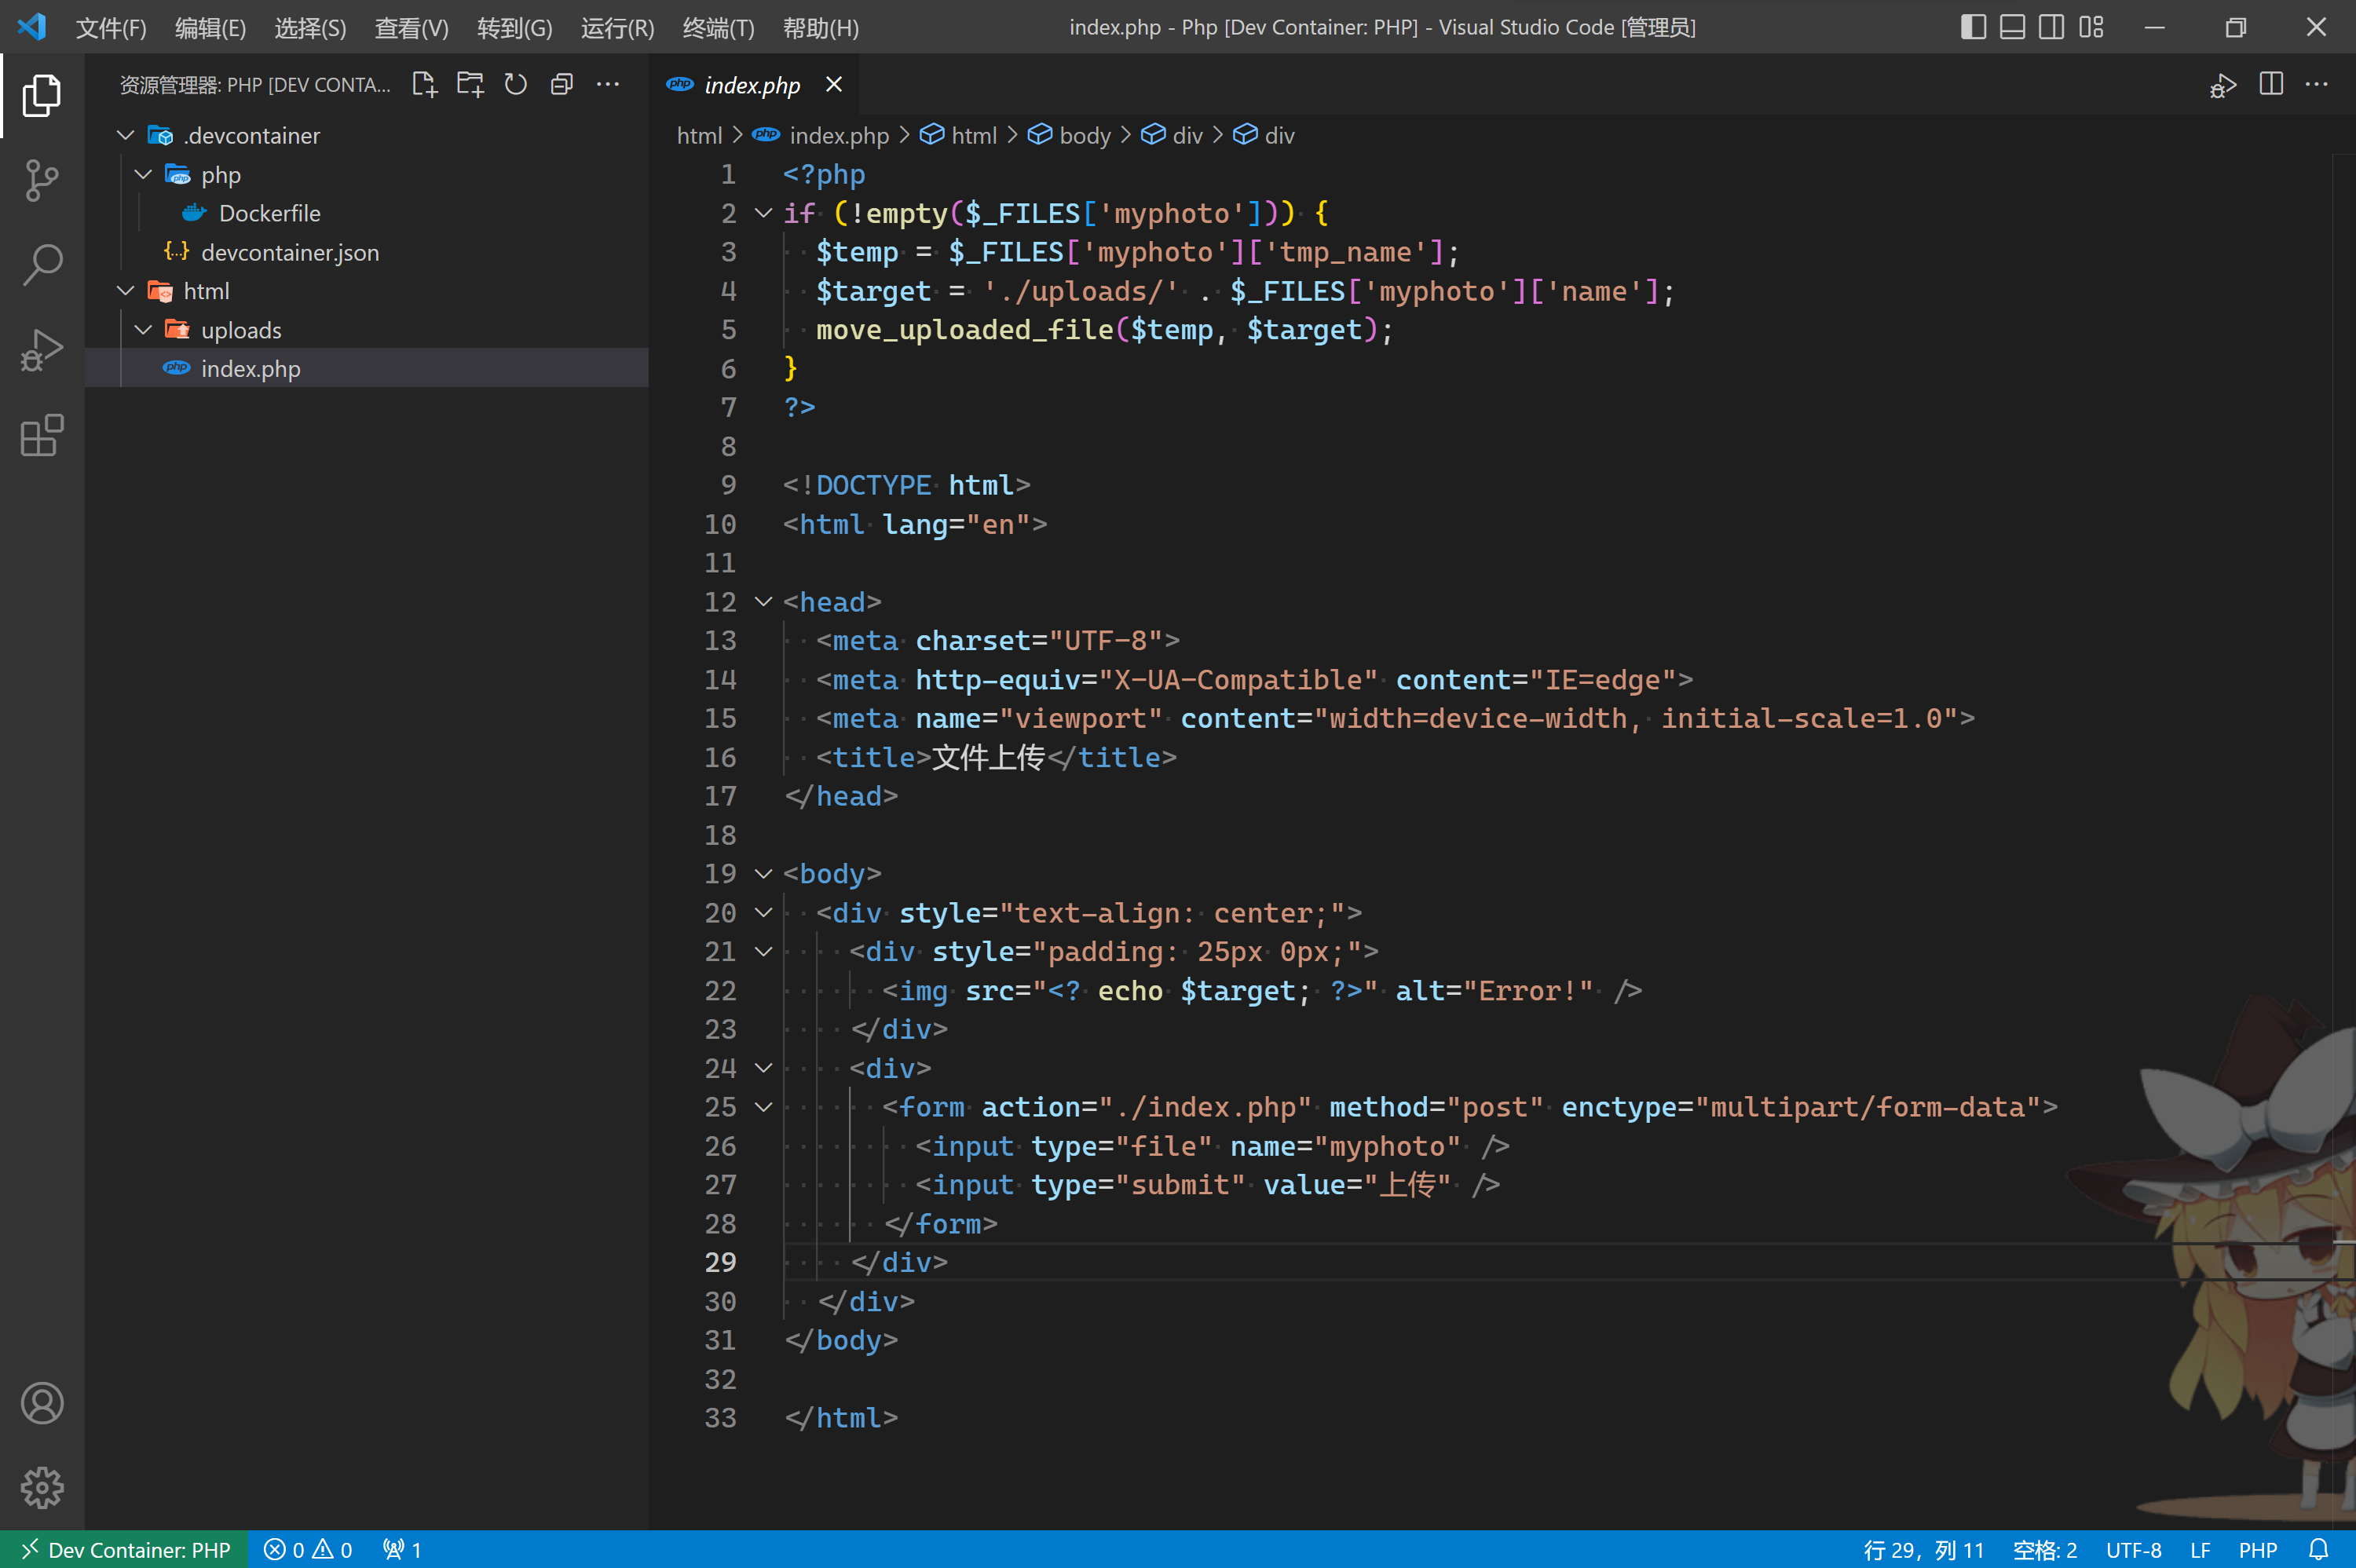 文件(F) 编辑(E) 选择(S) 查看(V) 转到(G) 运行(R) 终端(T) 帮助(H) index.php - Php [Dev Container: PHP] - Visual Studio Code [管理员]
资源管理器: PHP [DEV CONTA...
.devcontainer
php
Dockerfile
devcontainer.json
html
uploads
index.php
index.php
html > index.php > html > body > div > div
1 <?php
2 if (!empty($_FILES['myphoto'])) {
3 $temp = $_FILES['myphoto']['tmp_name'];
4 $target = './uploads/' . $_FILES['myphoto']['name'];
5 move_uploaded_file($temp, $target);
6 }
7 ?>
8
9 <!DOCTYPE html>
10 <html lang="en">
11
12 <head>
13 <meta charset="UTF-8">
14 <meta http-equiv="X-UA-Compatible" content="IE=edge">
15 <meta name="viewport" content="width=device-width, initial-scale=1.0">
16 <title>文件上传</title>
17 </head>
18
19 <body>
20 <div style="text-align: center;">
21 <div style="padding: 25px 0px;">
22 <img src="<? echo $target; ?>" alt="Error!" />
23 </div>
24 <div>
25 <form action="./index.php" method="post" enctype="multipart/form-data">
26 <input type="file" name="myphoto" />
27 <input type="submit" value="上传" />
28 </form>
29 </div>
30 </div>
31 </body>
32
33 </html>
Dev Container: PHP 0 0 1 行 29，列 11 空格: 2 UTF-8 LF PHP